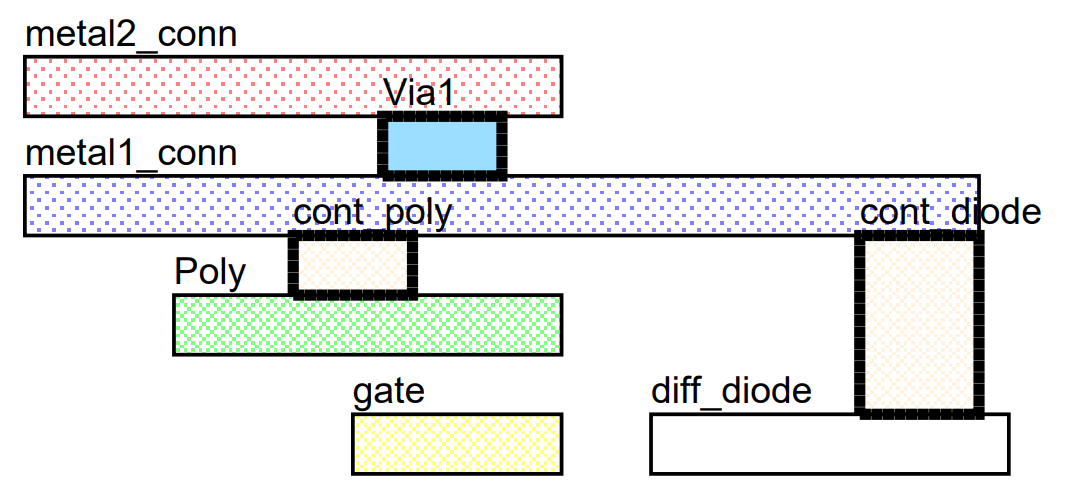 metal2_conn
Via1
metal1_conn
cont_poly
cont_diode
Poly
gate
diff_diode